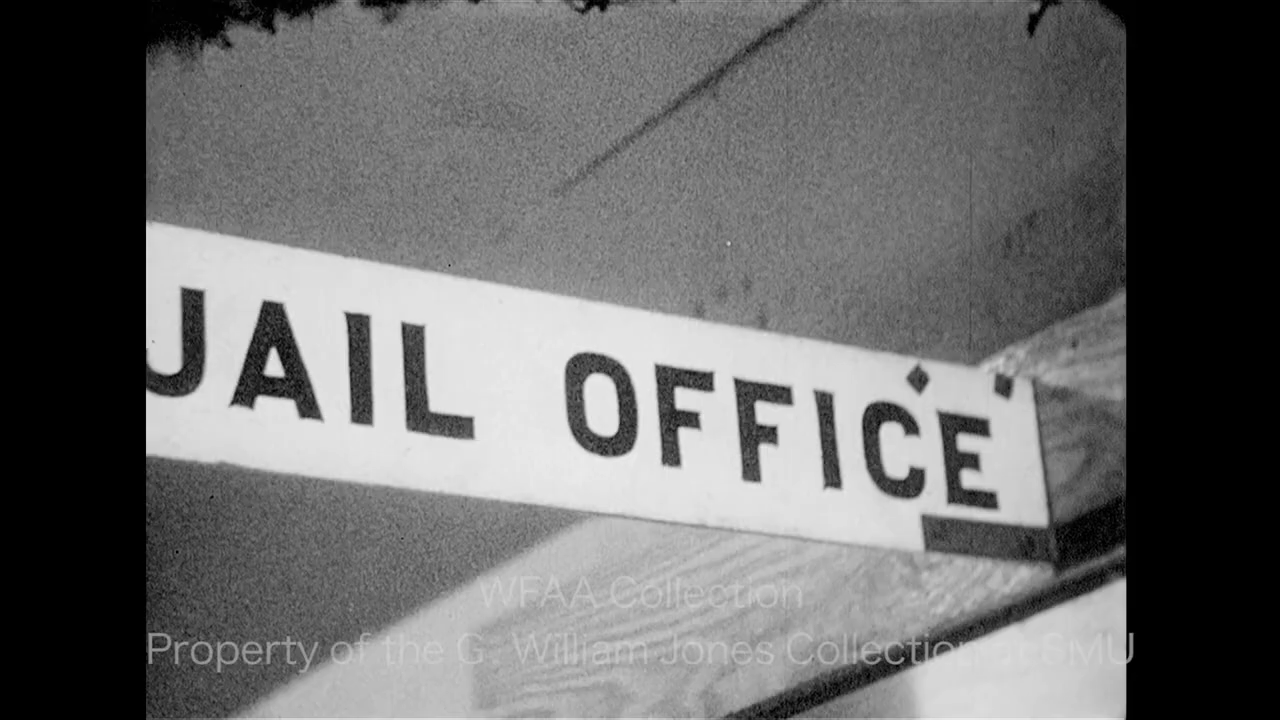 JAIL OFFICE
WFAA Collection
Property of the G. William Jones Collection at SMU